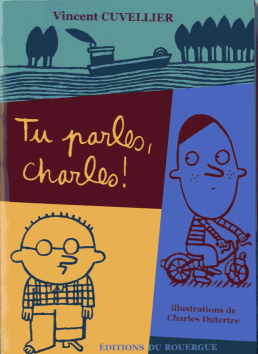 Vincent CUVELLIER
Tu parles,
charles!
illustrations de
Charles Dutertre
ÉDITIONS DU ROUERGUE